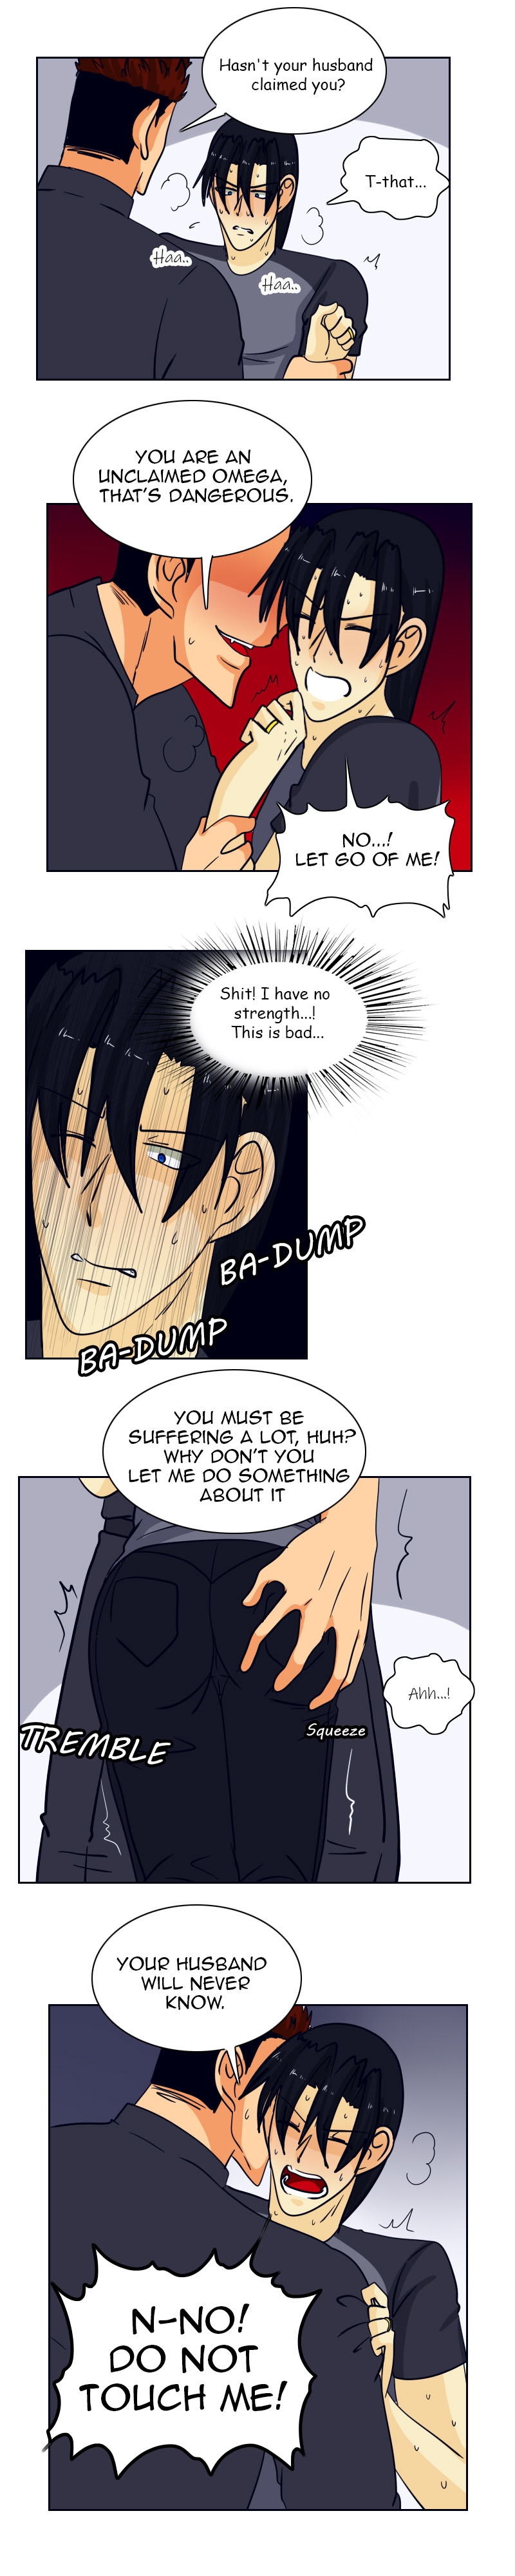 Hasn't your husband
claimed you?
T-that...
Haa..
Haa..
YOU ARE AN
UNCLAIMED OMEGA,
THAT'S DANGEROUS.
NO...!
LET GO OF ME!
Shit! I have no
strength...!
This is bad...
BA-DUMP
BA-DUMP
YOU MUST BE
SUFFERING A LOT, HUH?
WHY DON'T YOU
LET ME DO SOMETHING
ABOUT IT
Ahh...!
TREMBLE
Squeeze
YOUR HUSBAND
WILL NEVER
KNOW.
N-NO!
DO NOT
TOUCH ME!